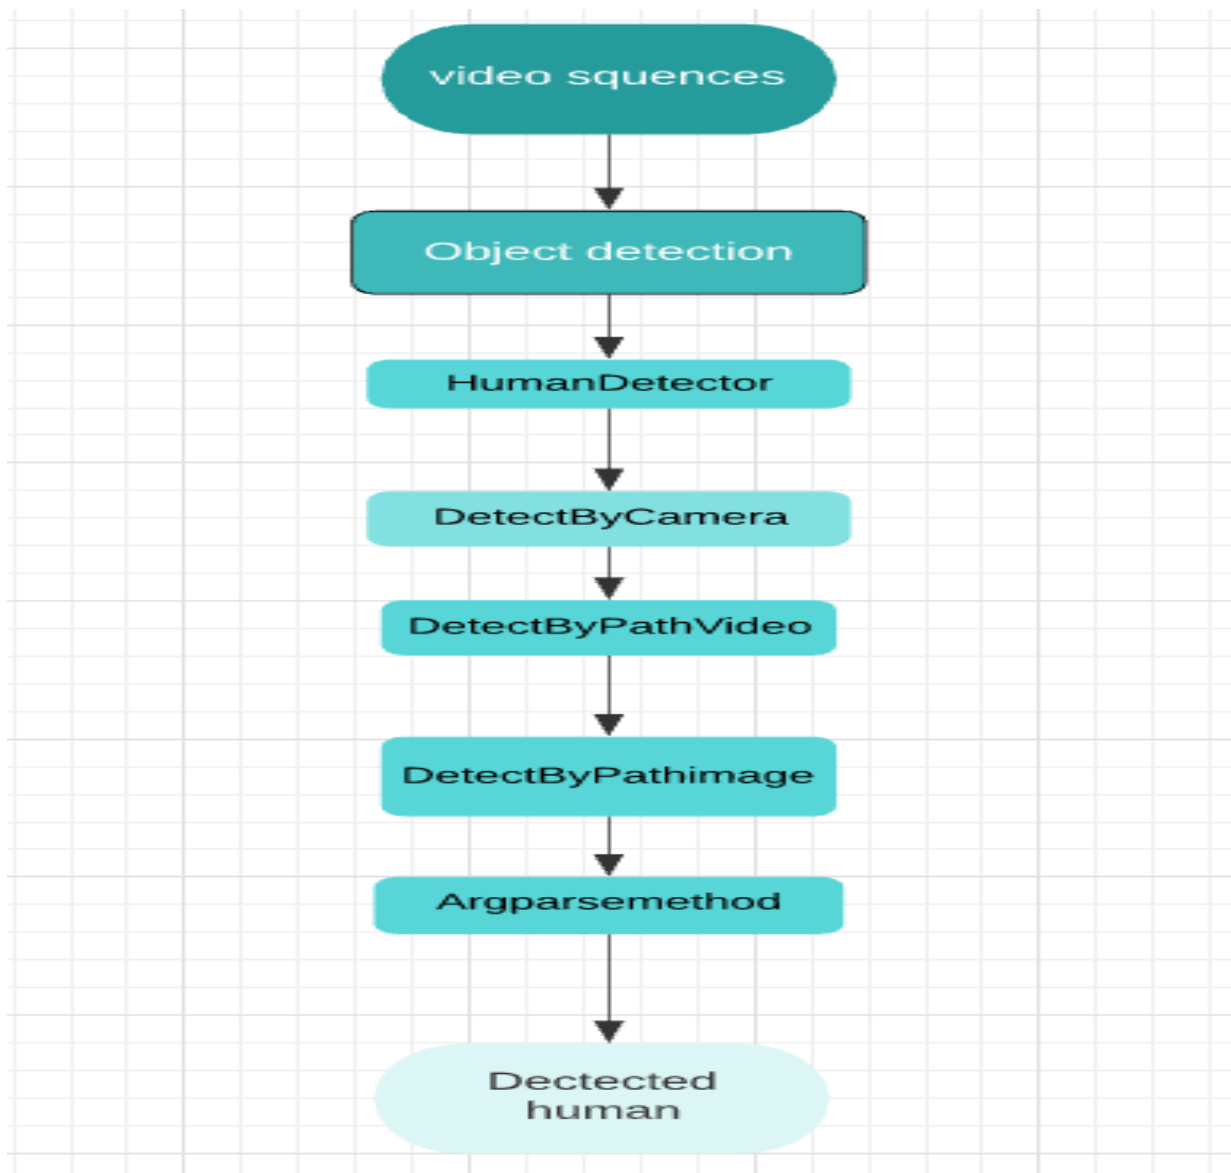 video squences
Object detection
HumanDetector
DetectByCamera
DetectByPathVideo
DetectByPathimage
Argparsemethod
Dectected
human